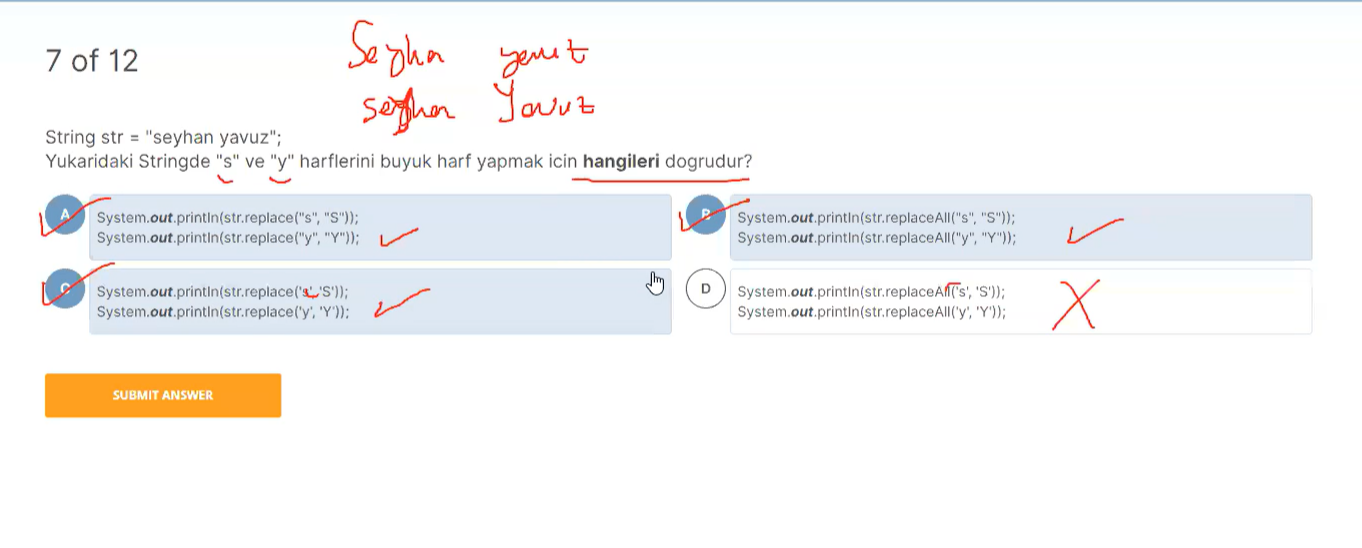 7 of 12
Seyhan yavuz
seyhan Yavuz
String str = "seyhan yavuz";
Yukaridaki Stringde "s" ve "y" harflerini buyuk harf yapmak icin hangileri dogrudur?
A
System.out.println(str.replace("s", "S"));
System.out.println(str.replace("y", "Y"));
B
System.out.println(str.replaceAll("s", "S"));
System.out.println(str.replaceAll("y", "Y"));
C
System.out.println(str.replace('s', 'S'));
System.out.println(str.replace('y', 'Y'));
D
System.out.println(str.replaceAll('s', 'S'));
System.out.println(str.replaceAll('y', 'Y'));
SUBMIT ANSWER